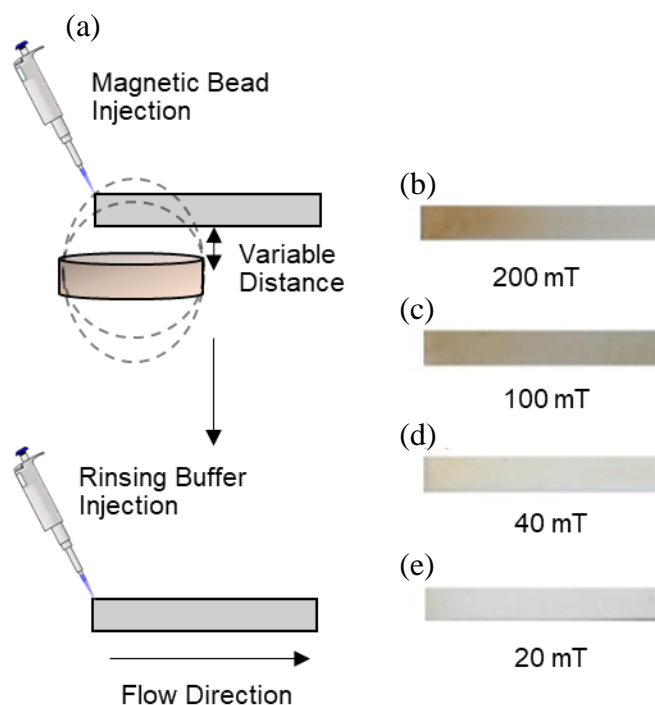 (a)
Magnetic Bead
Injection
Variable
Distance
Rinsing Buffer
Injection
Flow Direction
(b)
200 mT
(c)
100 mT
(d)
40 mT
(e)
20 mT